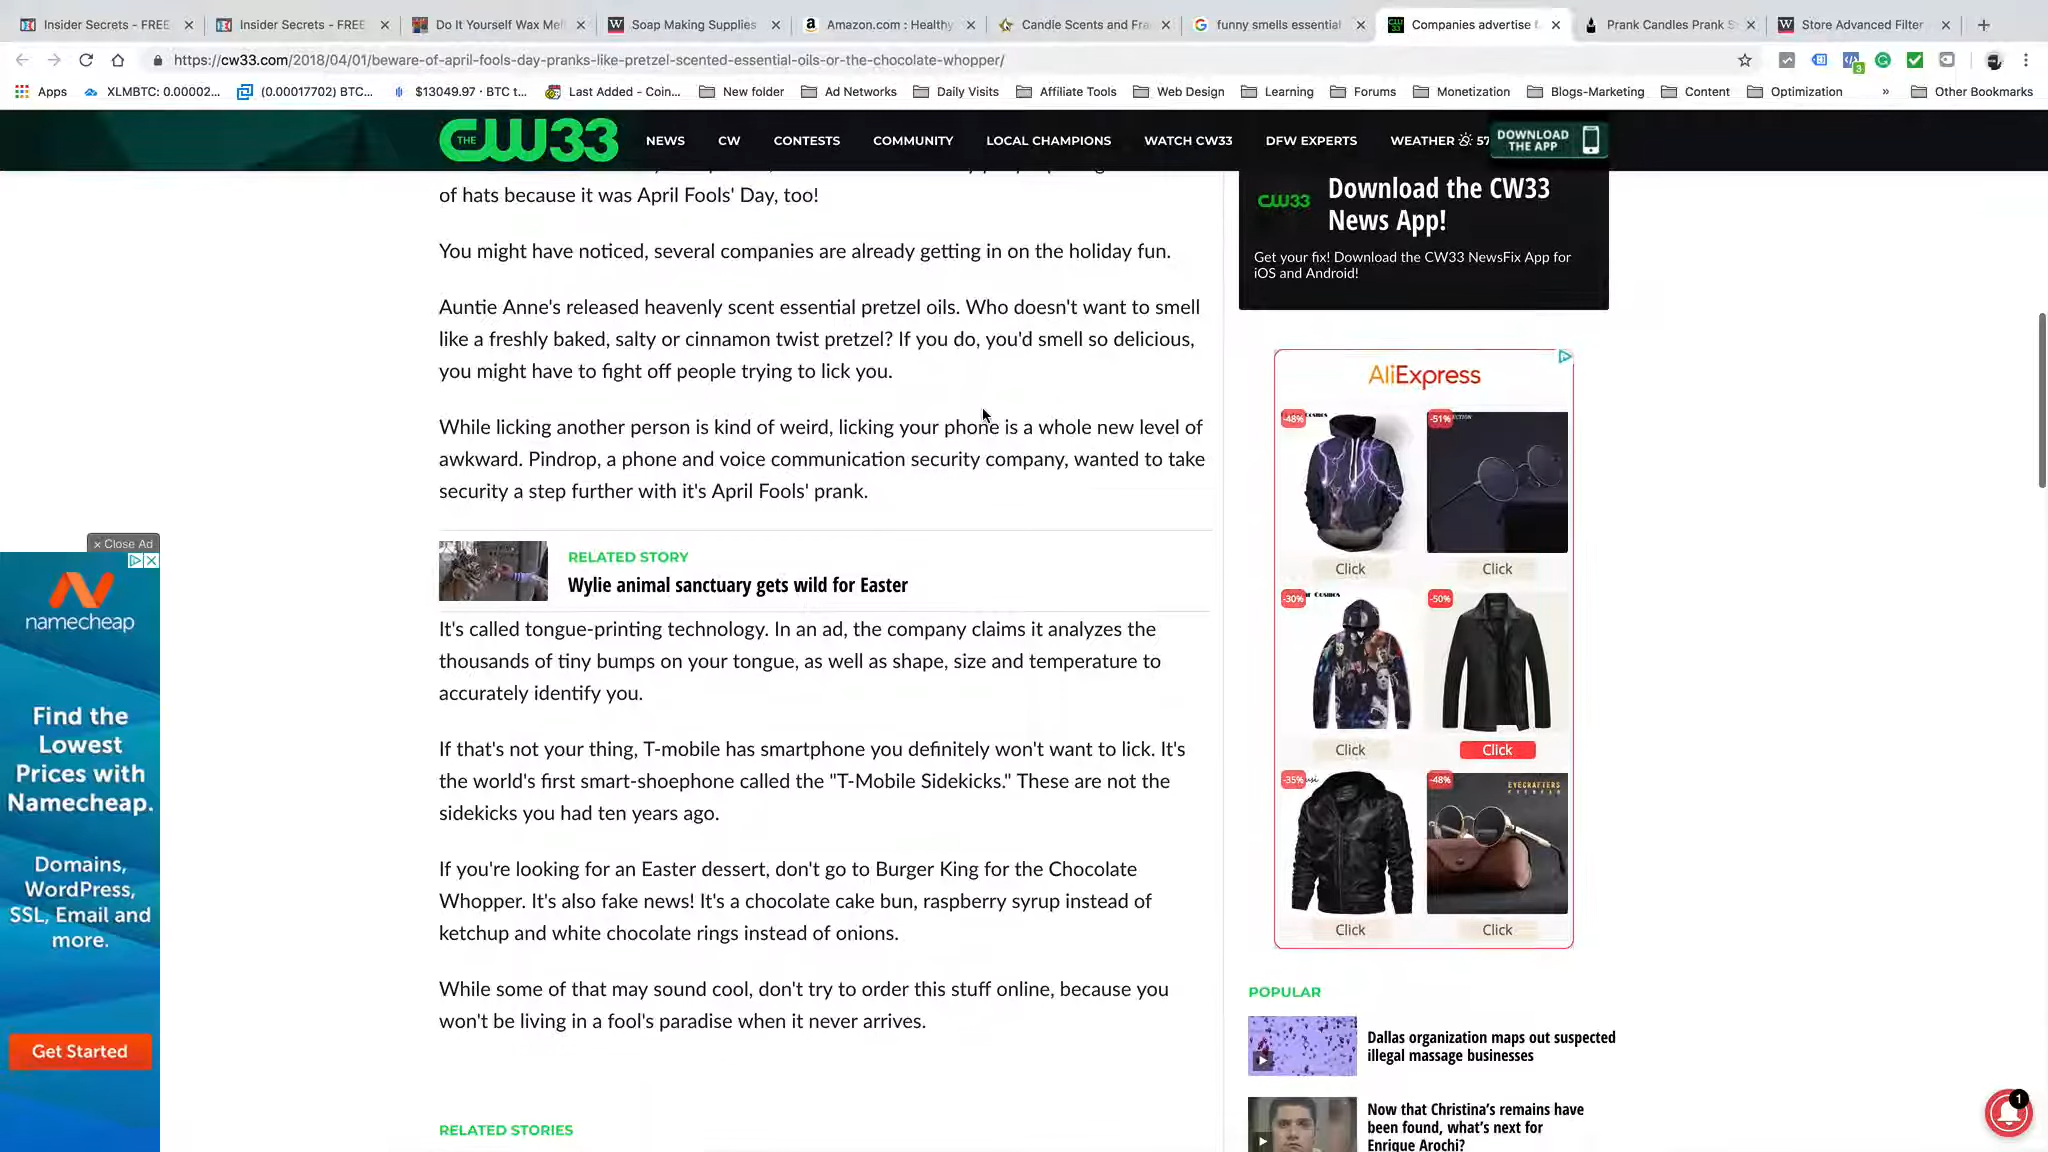 Insider Secrets - FREE
Insider Secrets - FREE
Do It Yourself Wax Mel
Soap Making Supplies
Amazon.com : Healthy
Candle Scents and Fra
funny smells essential
Companies advertise f
Prank Candles Prank S
Store Advanced Filter
https://cw33.com/2018/04/01/beware-of-april-fools-day-pranks-like-pretzel-scented-essential-oils-or-the-chocolate-whopper/
3
Apps
XLMBTC: 0.00002...
(0.00017702) BTC...
$13049.97 · BTC t...
Last Added - Coin...
New folder
Ad Networks
Daily Visits
Affiliate Tools
Web Design
Learning
Forums
Monetization
Blogs-Marketing
Content
Optimization
»
Other Bookmarks
THE CW33
NEWS
CW
CONTESTS
COMMUNITY
LOCAL CHAMPIONS
WATCH CW33
DFW EXPERTS
WEATHER 57
DOWNLOAD
THE APP
of hats because it was April Fools' Day, too!
You might have noticed, several companies are already getting in on the holiday fun.
Auntie Anne's released heavenly scent essential pretzel oils. Who doesn't want to smell
like a freshly baked, salty or cinnamon twist pretzel? If you do, you'd smell so delicious,
you might have to fight off people trying to lick you.
While licking another person is kind of weird, licking your phone is a whole new level of
awkward. Pindrop, a phone and voice communication security company, wanted to take
security a step further with it's April Fools' prank.
RELATED STORY
Wylie animal sanctuary gets wild for Easter
It's called tongue-printing technology. In an ad, the company claims it analyzes the
thousands of tiny bumps on your tongue, as well as shape, size and temperature to
accurately identify you.
If that's not your thing, T-mobile has smartphone you definitely won't want to lick. It's
the world's first smart-shoephone called the "T-Mobile Sidekicks." These are not the
sidekicks you had ten years ago.
If you're looking for an Easter dessert, don't go to Burger King for the Chocolate
Whopper. It's also fake news! It's a chocolate cake bun, raspberry syrup instead of
ketchup and white chocolate rings instead of onions.
While some of that may sound cool, don't try to order this stuff online, because you
won't be living in a fool's paradise when it never arrives.
RELATED STORIES
× Close Ad
namecheap
Find the
Lowest
Prices with
Namecheap.
Domains,
WordPress,
SSL, Email and
more.
Get Started
CW33
Download the CW33
News App!
Get your fix! Download the CW33 NewsFix App for
iOS and Android!
AliExpress
-48%
-51%
Click
Click
-30%
-50%
Click
Click
-35%
-48%
EYECRAFTERS
Click
Click
POPULAR
Dallas organization maps out suspected
illegal massage businesses
Now that Christina's remains have
been found, what's next for
Enrique Arochi?
1